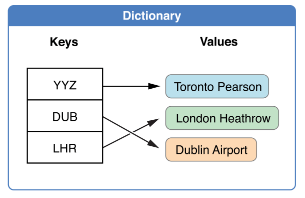 Dictionary
Keys Values
YYZ Toronto Pearson
DUB London Heathrow
LHR Dublin Airport